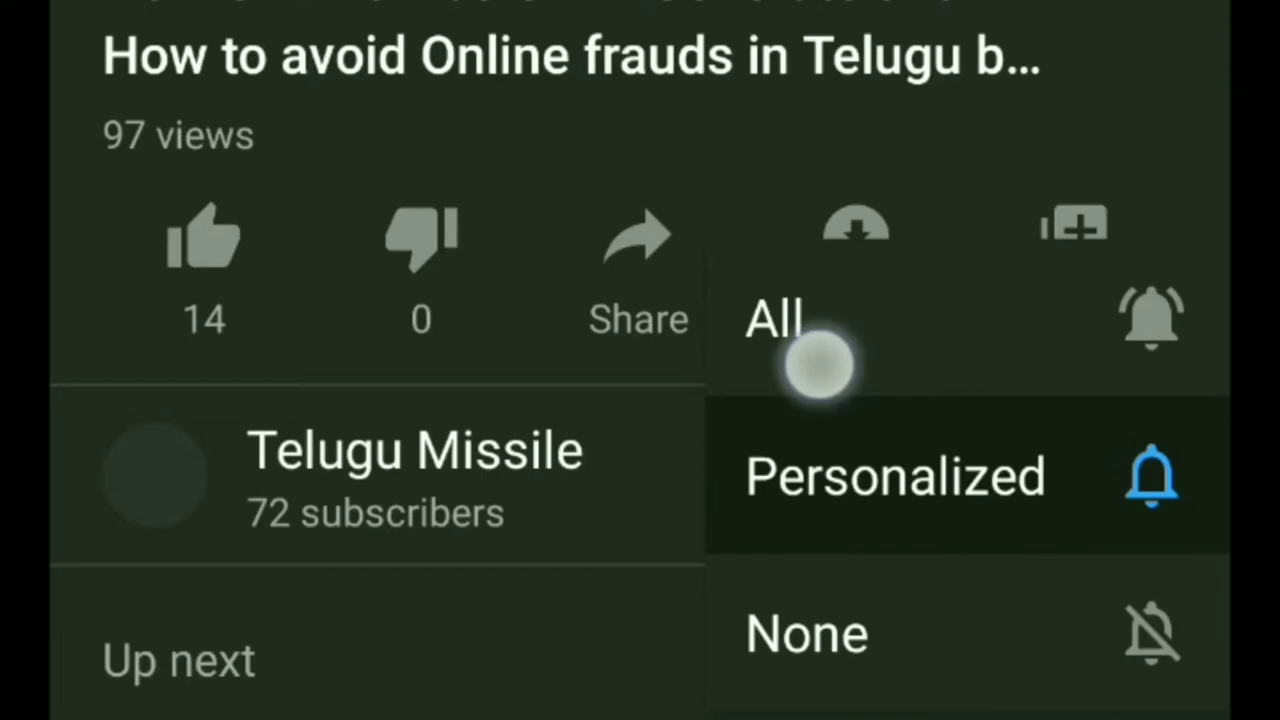 How to avoid Online frauds in Telugu b...
97 views
14
0
Share
All
Telugu Missile
72 subscribers
Personalized
None
Up next